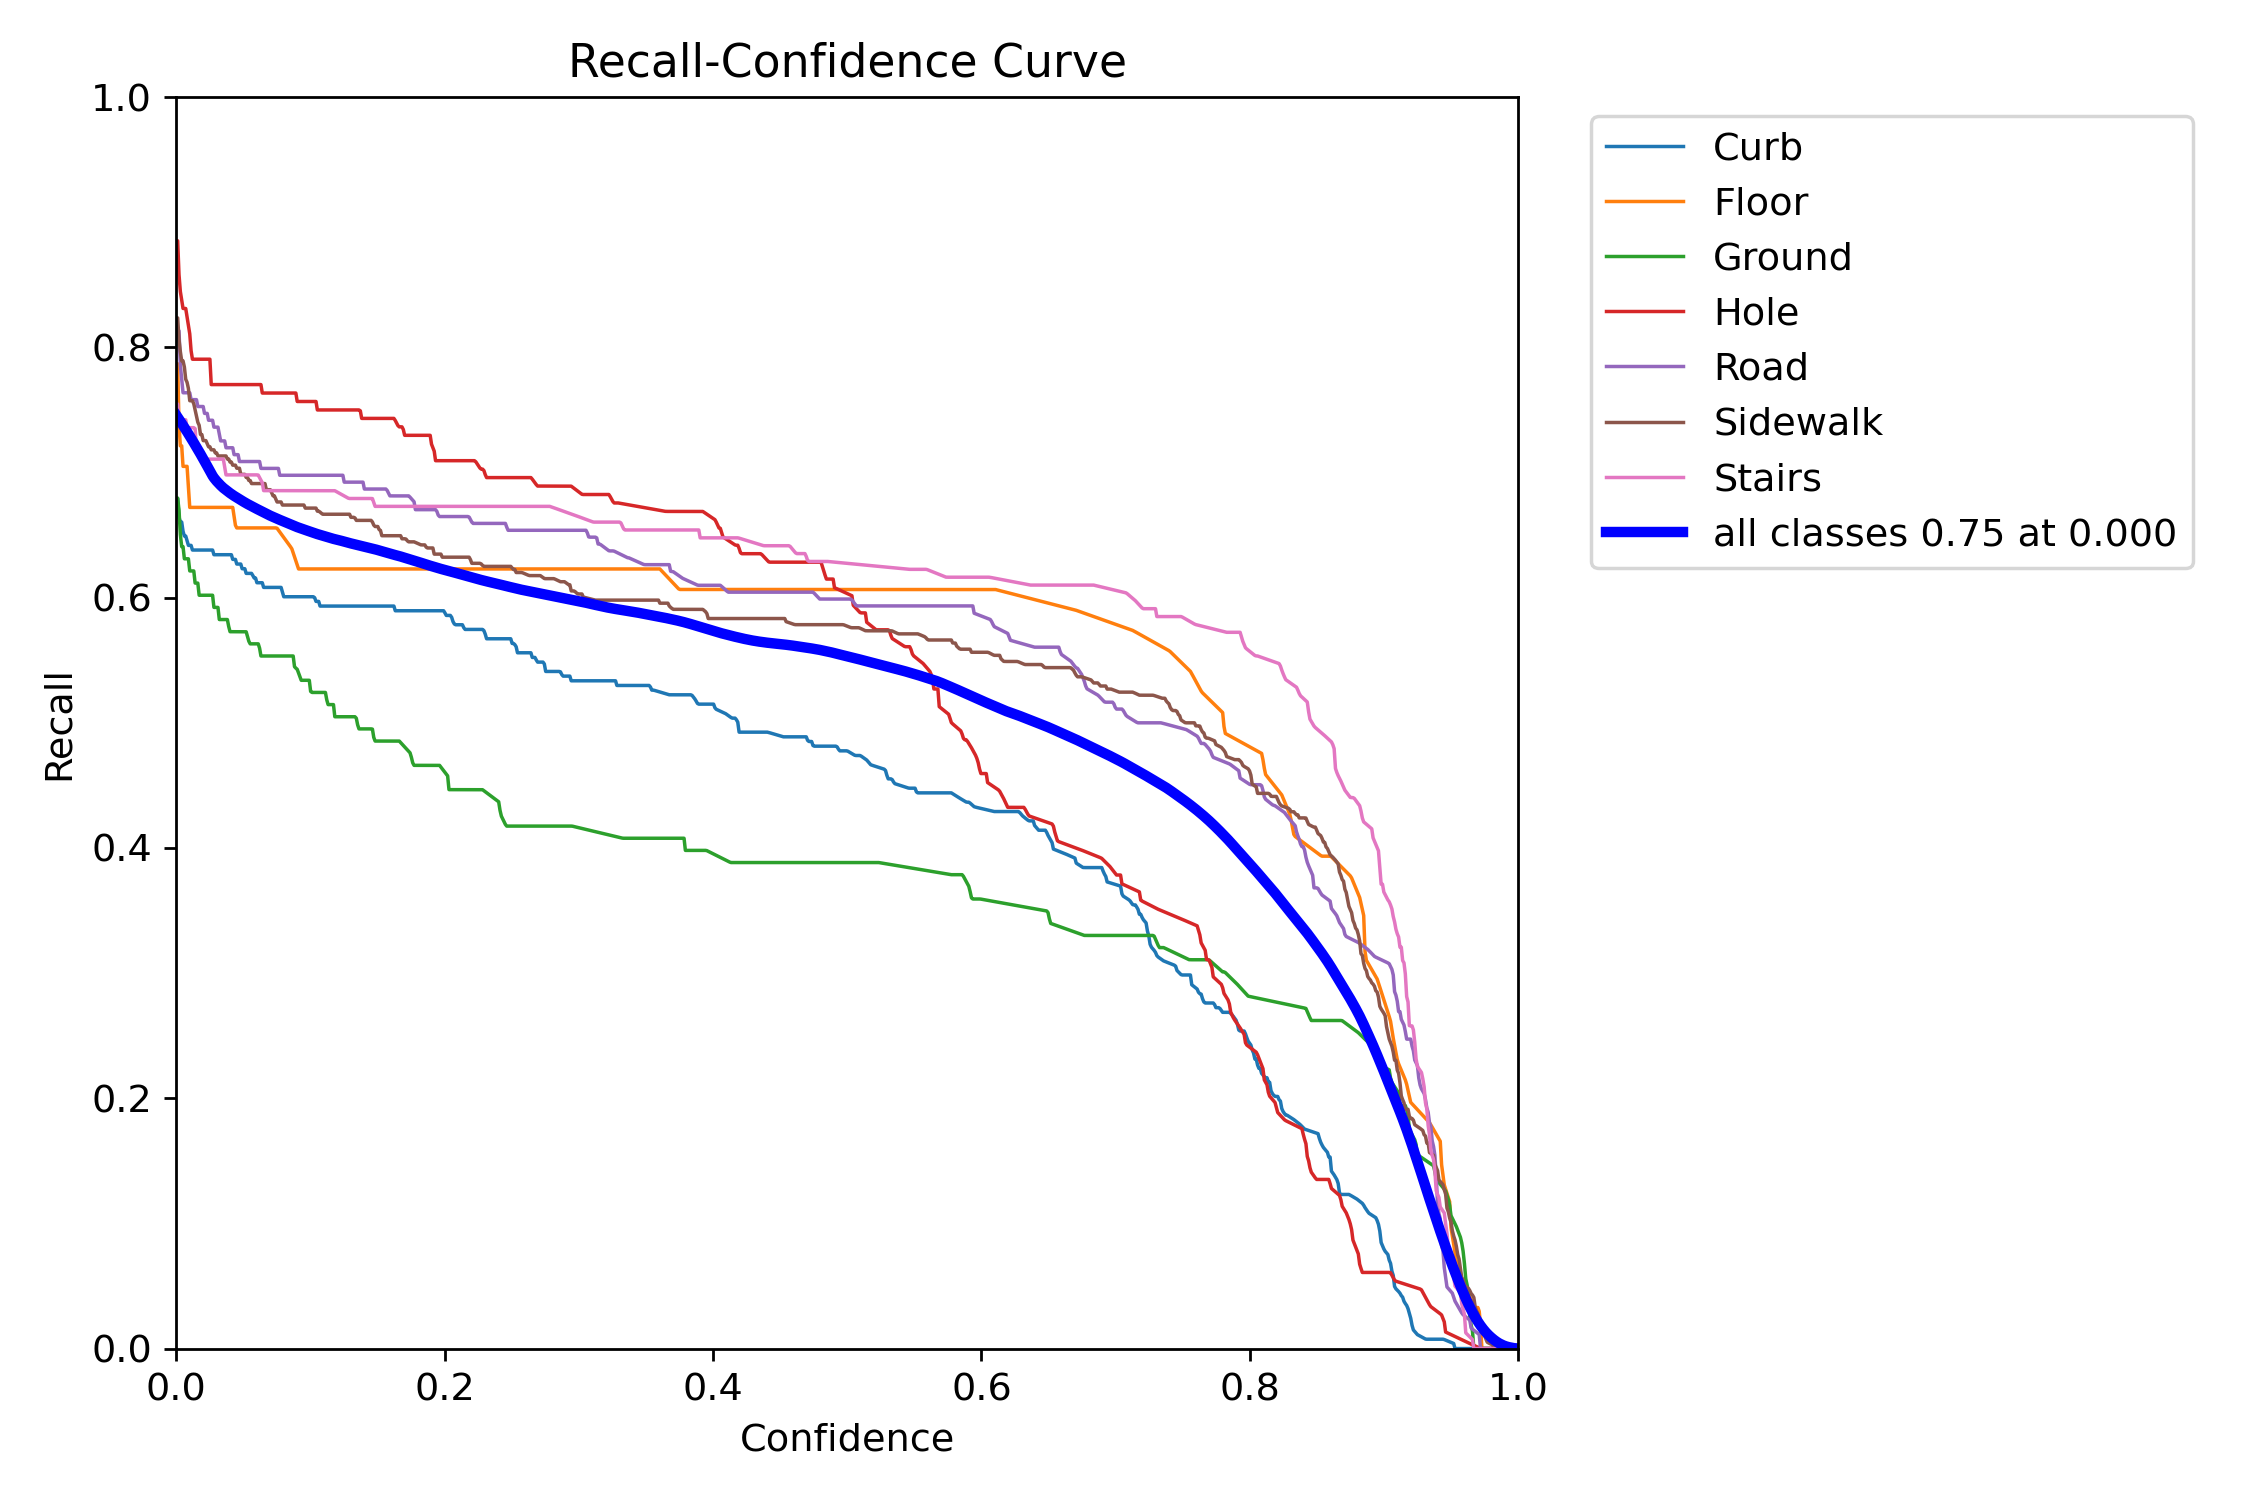 Recall-Confidence Curve
1.0
0.8
0.6
0.4
0.2
0.0
Recall
0.0 0.2 0.4 0.6 0.8 1.0
Confidence
Curb
Floor
Ground
Hole
Road
Sidewalk
Stairs
all classes 0.75 at 0.000